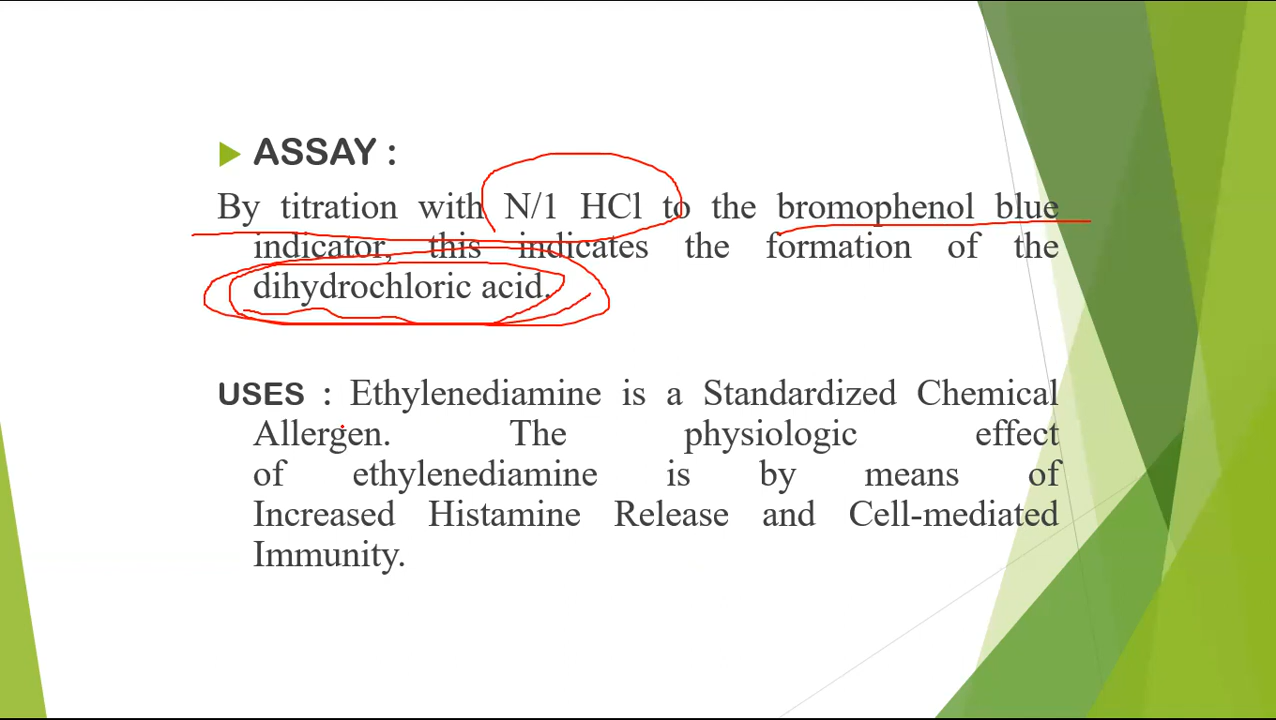 ASSAY :
By titration with N/1 HCl to the bromophenol blue
indicator, this indicates the formation of the
dihydrochloric acid.
USES : Ethylenediamine is a Standardized Chemical
Allergen. The physiologic effect
of ethylenediamine is by means of
Increased Histamine Release and Cell-mediated
Immunity.